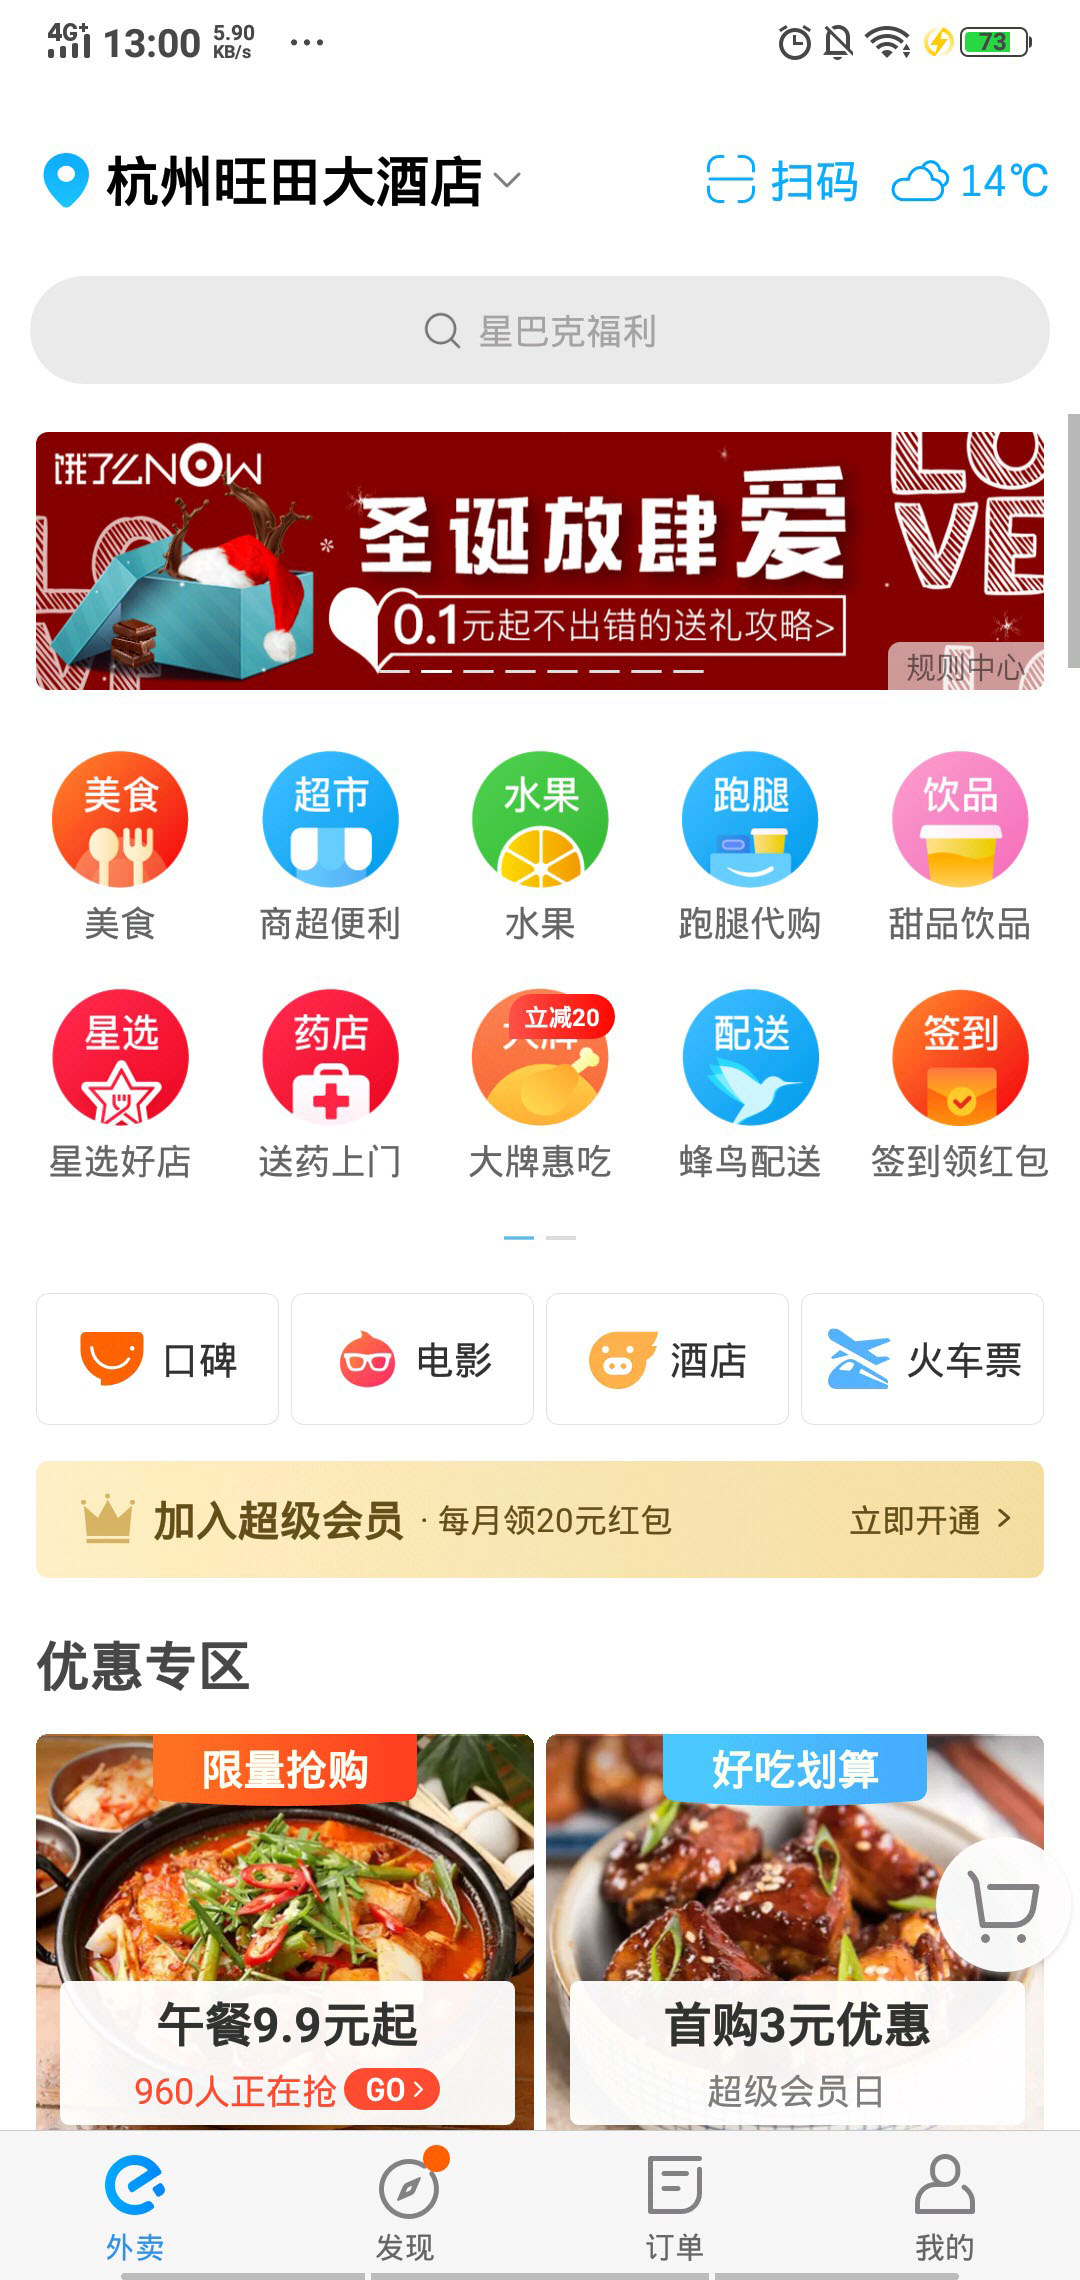 4G+ 13:00 5.90 KB/s ... 73
杭州旺田大酒店 扫码 14℃
星巴克福利
饿了么NOW
LOVE
圣诞放肆爱
0.1元起不出错的送礼攻略>
规则中心
美食 超市 水果 跑腿 饮品
美食 商超便利 水果 跑腿代购 甜品饮品
星选 药店 大牌 立减20 配送 签到
星选好店 送药上门 大牌惠吃 蜂鸟配送 签到领红包
口碑 电影 酒店 火车票
加入超级会员 · 每月领20元红包 立即开通 >
优惠专区
限量抢购 好吃划算
午餐9.9元起 首购3元优惠
960人正在抢 GO > 超级会员日
外卖 发现 订单 我的